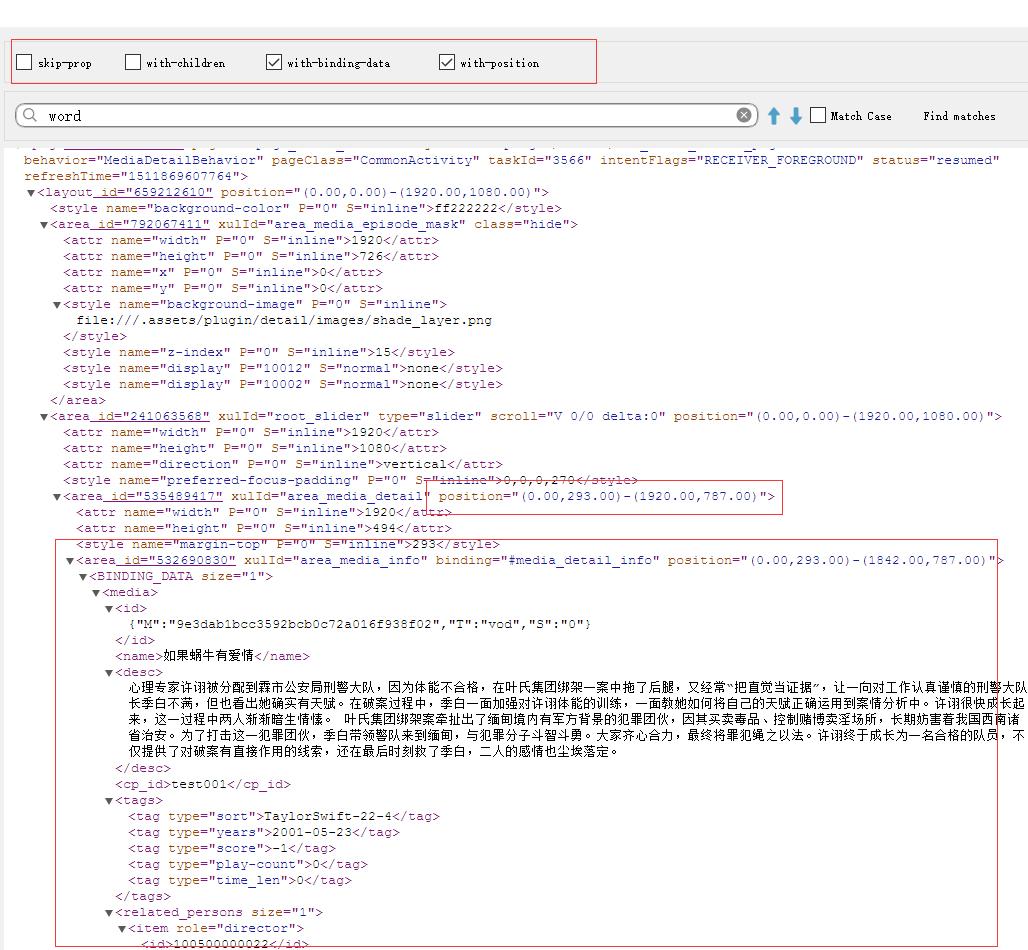 skip-prop with-children with-binding-data with-position
word Match Case Find matches
behavior="MediaDetailBehavior" pageClass="CommonActivity" taskId="3566" intentFlags="RECEIVER_FOREGROUND" status="resumed"
refreshTime="1511869607764">
▼<layout_id="659212610" position="(0.00,0.00)-(1920.00,1080.00)">
<style name="background-color" P="0" S="inline">ff222222</style>
▼<area_id="792067411" xulId="area_media_episode_mask" class="hide">
<attr name="width" P="0" S="inline">1920</attr>
<attr name="height" P="0" S="inline">726</attr>
<attr name="x" P="0" S="inline">0</attr>
<attr name="y" P="0" S="inline">0</attr>
▼<style name="background-image" P="0" S="inline">
file:///.assets/plugin/detail/images/shade_layer.png
</style>
<style name="z-index" P="0" S="inline">15</style>
<style name="display" P="10012" S="normal">none</style>
<style name="display" P="10002" S="normal">none</style>
</area>
▼<area_id="241063568" xulId="root_slider" type="slider" scroll="V 0/0 delta:0" position="(0.00,0.00)-(1920.00,1080.00)">
<attr name="width" P="0" S="inline">1920</attr>
<attr name="height" P="0" S="inline">1080</attr>
<attr name="direction" P="0" S="inline">vertical</attr>
<style name="preferred-focus-padding" P="0" S="inline">0,0,0,270</style>
▼<area_id="535489417" xulId="area_media_detail" position="(0.00,293.00)-(1920.00,787.00)">
<attr name="width" P="0" S="inline">1920</attr>
<attr name="height" P="0" S="inline">494</attr>
<style name="margin-top" P="0" S="inline">293</style>
▼<area_id="532690830" xulId="area_media_info" binding="#media_detail_info" position="(0.00,293.00)-(1842.00,787.00)">
▼<BINDING_DATA size="1">
▼<media>
▼<id>
{"M":"9e3dab1bcc3592bcb0c72a016f938f02","T":"vod","S":"0"}
</id>
<name>如果蜗牛有爱情</name>
▼<desc>
心理专家许诩被分配到霖市公安局刑警大队，因为体能不合格，在叶氏集团绑架一案中拖了后腿，又经常“把直觉当证据”，让一向对工作认真谨慎的刑警大队
长季白不满，但也看出她确实有天赋。在破案过程中，季白一面加强对许诩体能的训练，一面教她如何将自己的天赋正确运用到案情分析中。许诩很快成长起
来，这一过程中两人渐渐暗生情愫。 叶氏集团绑架案牵扯出了缅甸境内有军方背景的犯罪团伙，因其买卖毒品、控制赌博卖淫场所，长期妨害着我国西南诸
省治安。为了打击这一犯罪团伙，季白带领警队来到缅甸，与犯罪分子斗智斗勇。大家齐心合力，最终将罪犯绳之以法。许诩终于成长为一名合格的队员，不
仅提供了对破案有直接作用的线索，还在最后时刻救了季白，二人的感情也尘埃落定。
</desc>
<cp_id>test001</cp_id>
▼<tags>
<tag type="sort">TaylorSwift-22-4</tag>
<tag type="years">2001-05-23</tag>
<tag type="score">-1</tag>
<tag type="play-count">0</tag>
<tag type="time_len">0</tag>
</tags>
▼<related_persons size="1">
▼<item role="director">
<id>100500000022</id>